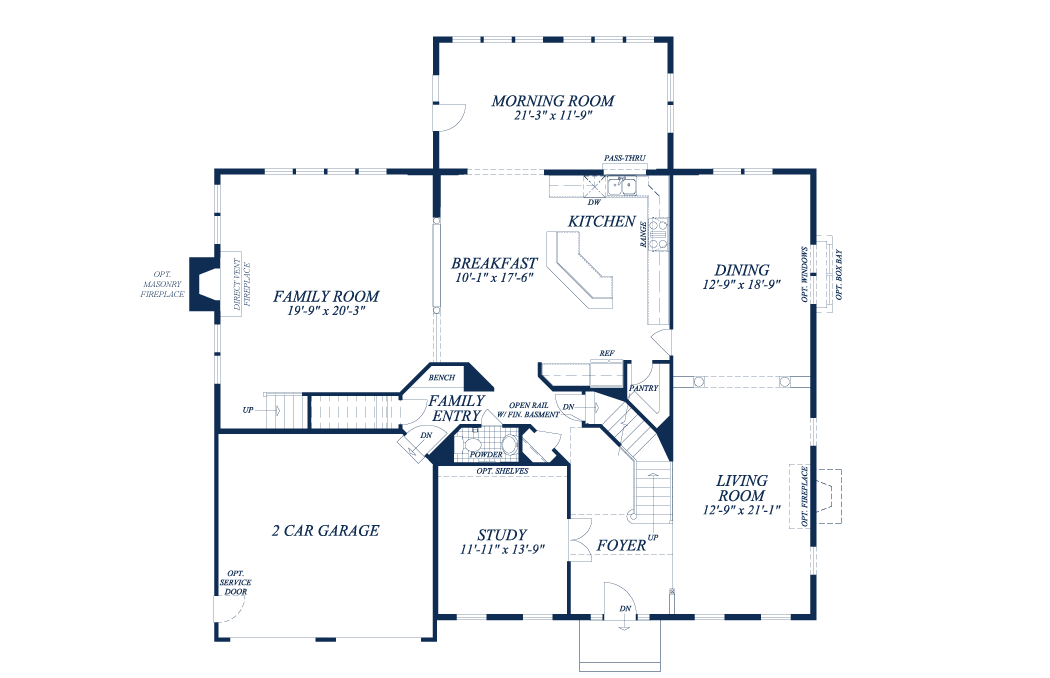 MORNING ROOM
21'-3" x 11'-9"
PASS-THRU
DW
KITCHEN
RANGE
BREAKFAST
10'-1" x 17'-6"
DINING
12'-9" x 18'-9"
OPT. WINDOWS
OPT. BOX BAY
OPT.
MASONRY
FIREPLACE
DIRECT VENT
FIREPLACE
FAMILY ROOM
19'-9" x 20'-3"
REF
PANTRY
BENCH
FAMILY
ENTRY
UP
DN
OPEN RAIL
W/ FIN. BASMENT
DN
POWDER
OPT. SHELVES
LIVING
ROOM
12'-9" x 21'-1"
OPT. FIREPLACE
2 CAR GARAGE
STUDY
11'-11" x 13'-9"
FOYER
UP
OPT.
SERVICE
DOOR
DN